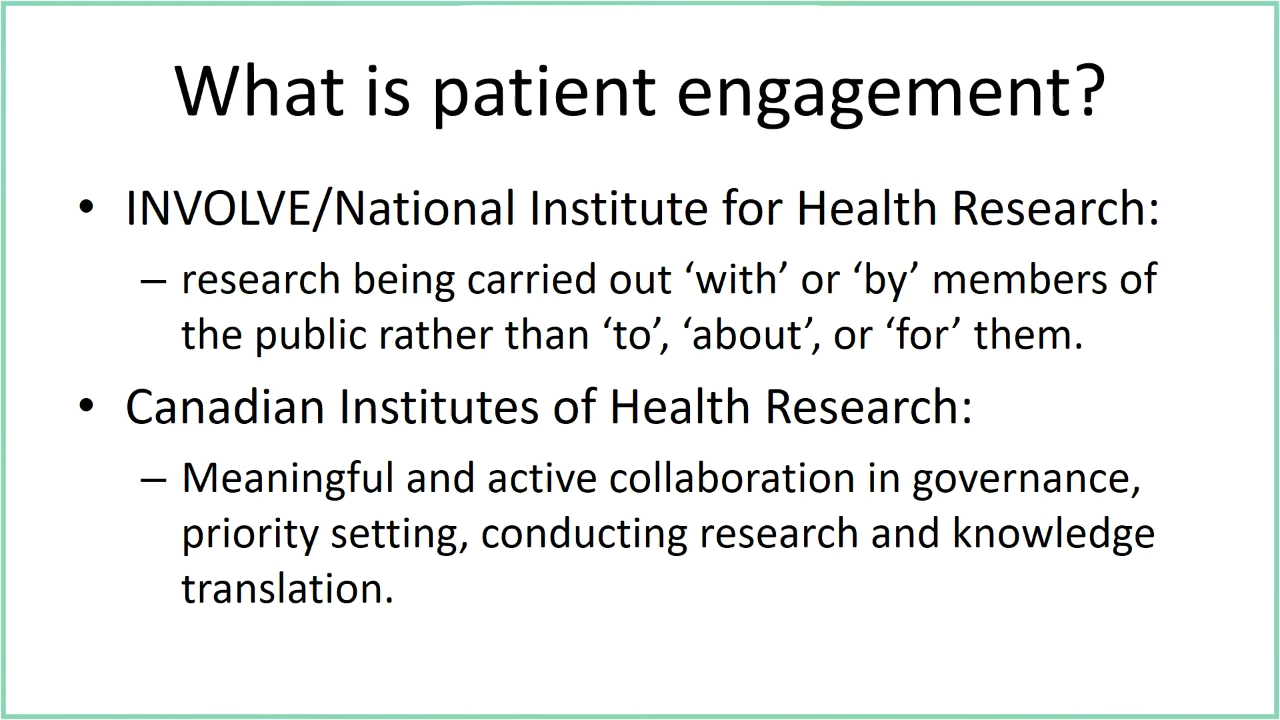 What is patient engagement?
• INVOLVE/National Institute for Health Research:
– research being carried out ‘with’ or ‘by’ members of
the public rather than ‘to’, ‘about’, or ‘for’ them.
• Canadian Institutes of Health Research:
– Meaningful and active collaboration in governance,
priority setting, conducting research and knowledge
translation.